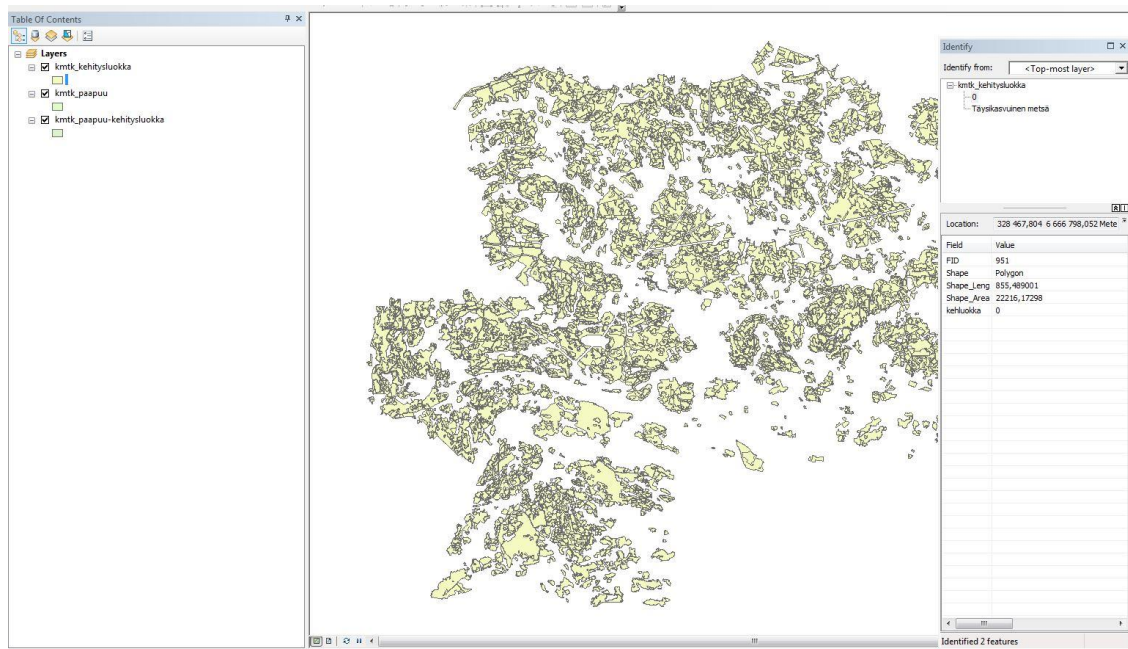 Table Of Contents
Layers
kmtk_kehitysluokka
kmtk_paapuu
kmtk_paapuu-kehitysluokka
Identify
Identify from: <Top-most layer>
kmtk_kehitysluokka
0
Täysikasvuinen metsä
Location: 328 467,804 6 666 798,052 Mete
Field Value
FID 951
Shape Polygon
Shape_Leng 855,489001
Shape_Area 22216,17298
kehluokka 0
Identified 2 features